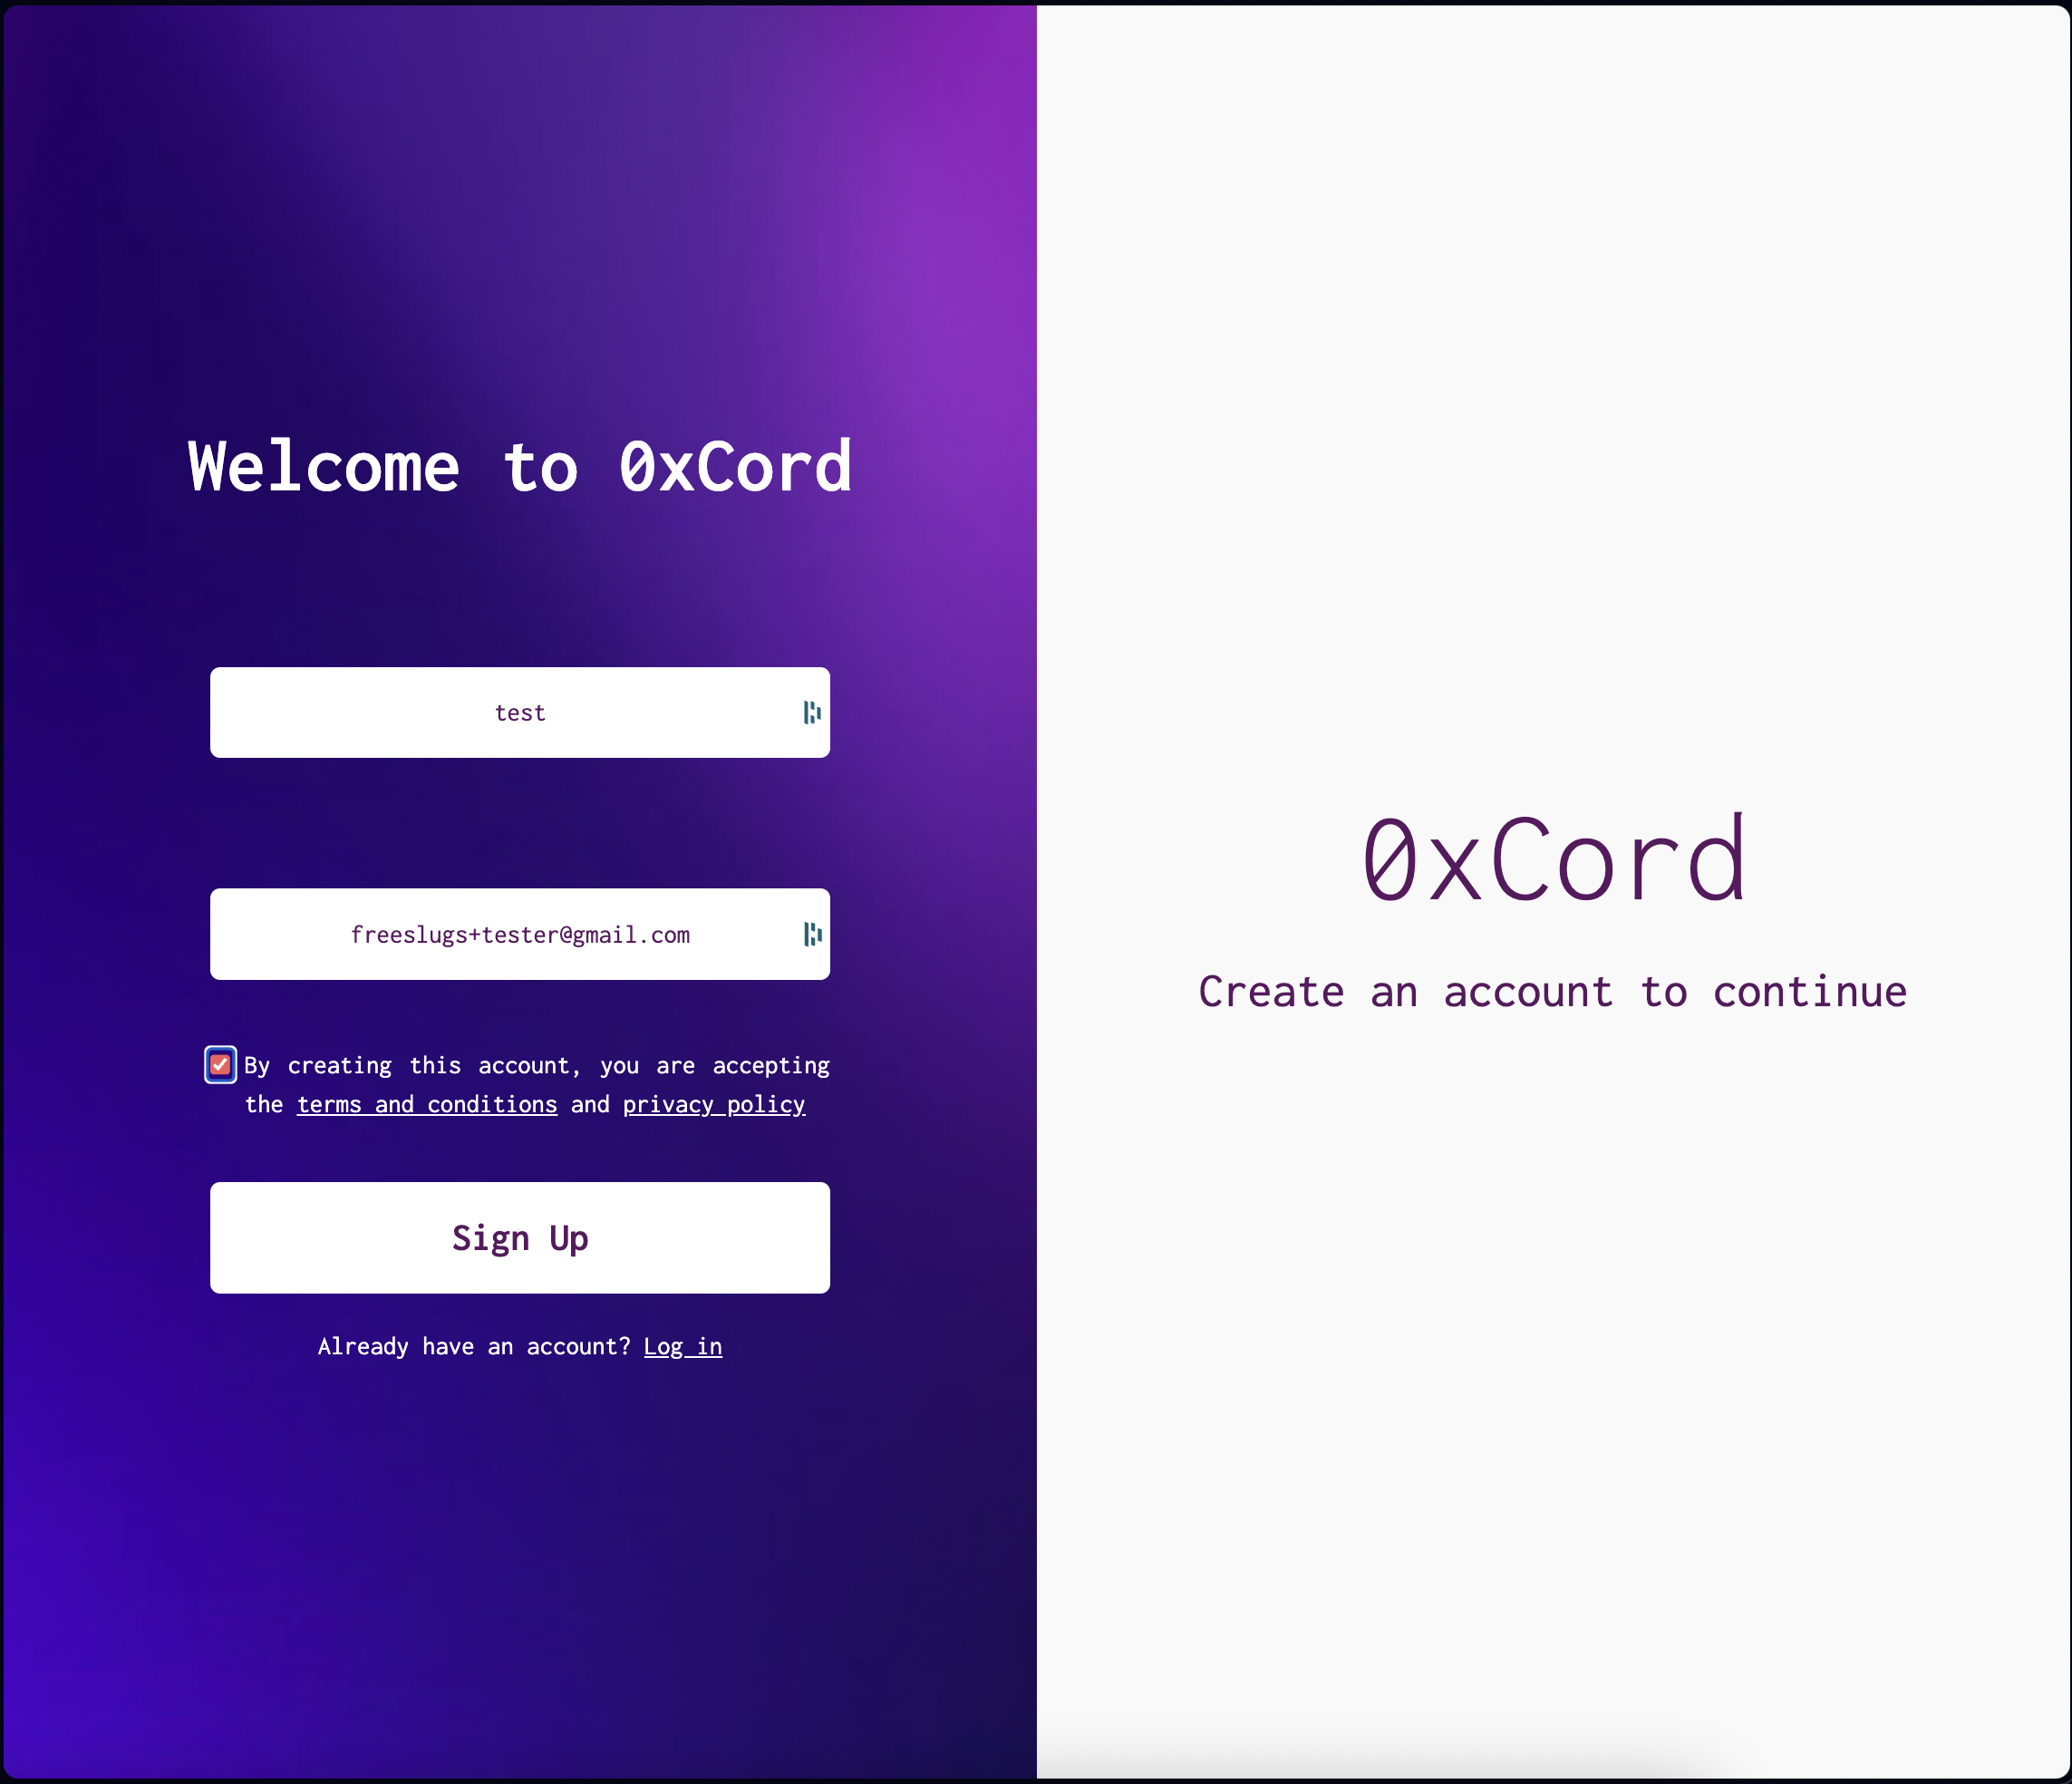 Welcome to 0xCord
test
freeslugs+tester@gmail.com
By creating this account, you are accepting
the terms and conditions and privacy policy
Sign Up
Already have an account? Log in
0xCord
Create an account to continue